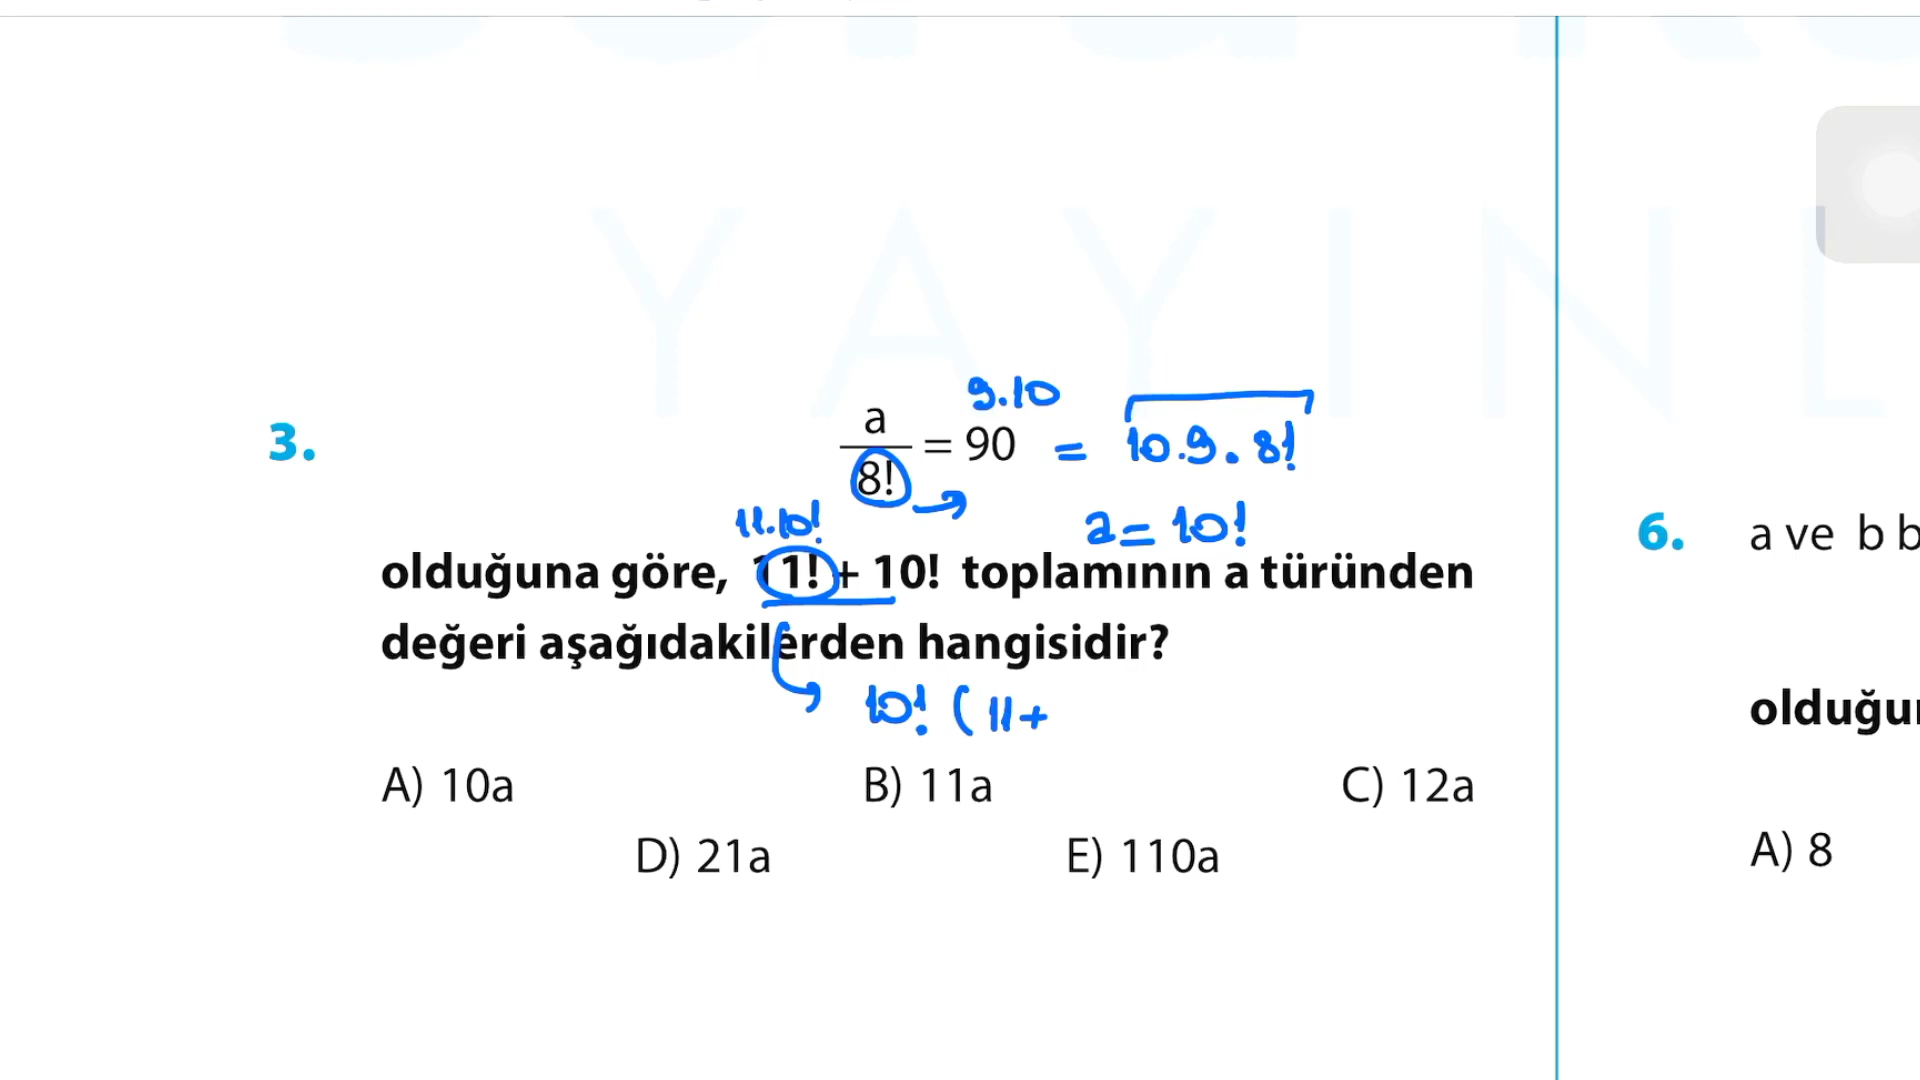 YAYINL
9.10
3.
a
8!
= 90 = 10.9.8!
11.10!
a = 10!
olduğuna göre, 11! + 10! toplamının a türünden
değeri aşağıdakilerden hangisidir?
10! ( 11 +
A) 10a B) 11a C) 12a
D) 21a E) 110a
6. a ve b b
olduğu
A) 8